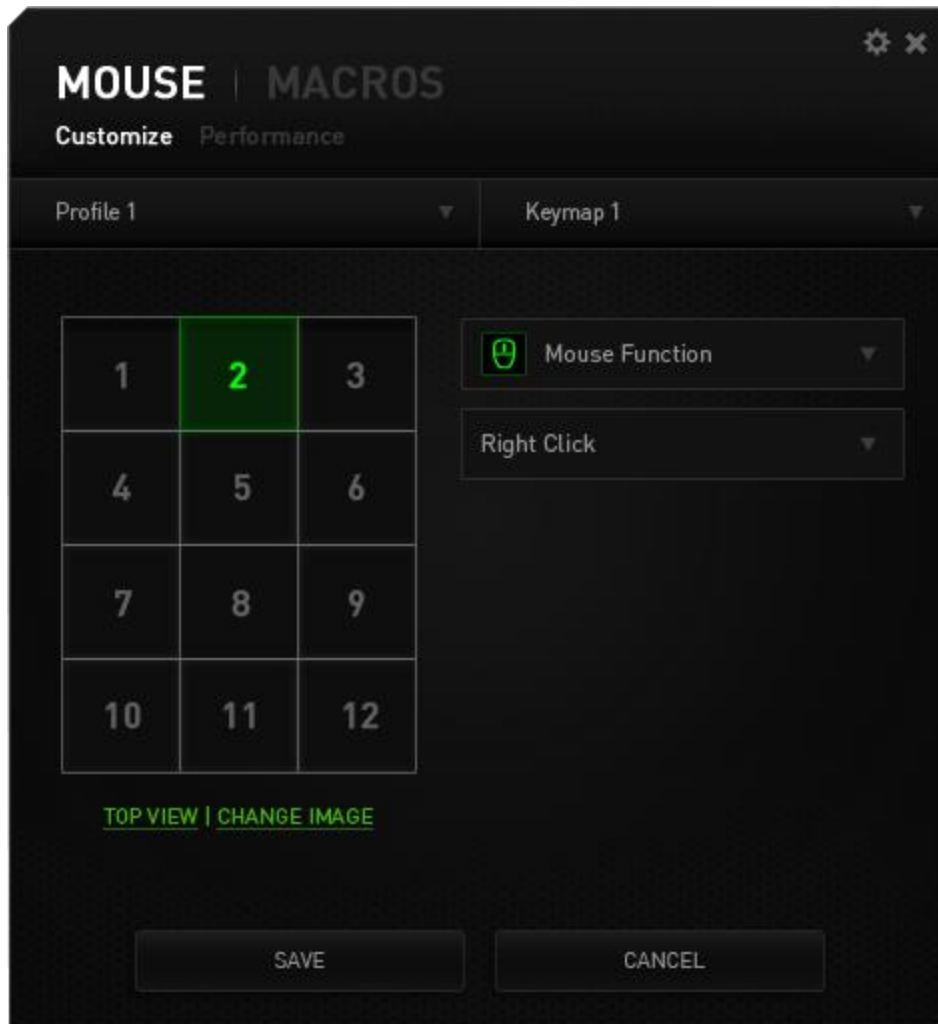 MOUSE | MACROS
Customize Performance
Profile 1 Keymap 1
1 2 3 Mouse Function
Right Click
4 5 6
7 8 9
10 11 12
TOP VIEW | CHANGE IMAGE
SAVE CANCEL